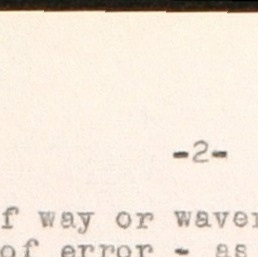 -2-
f way or waver
of error - as